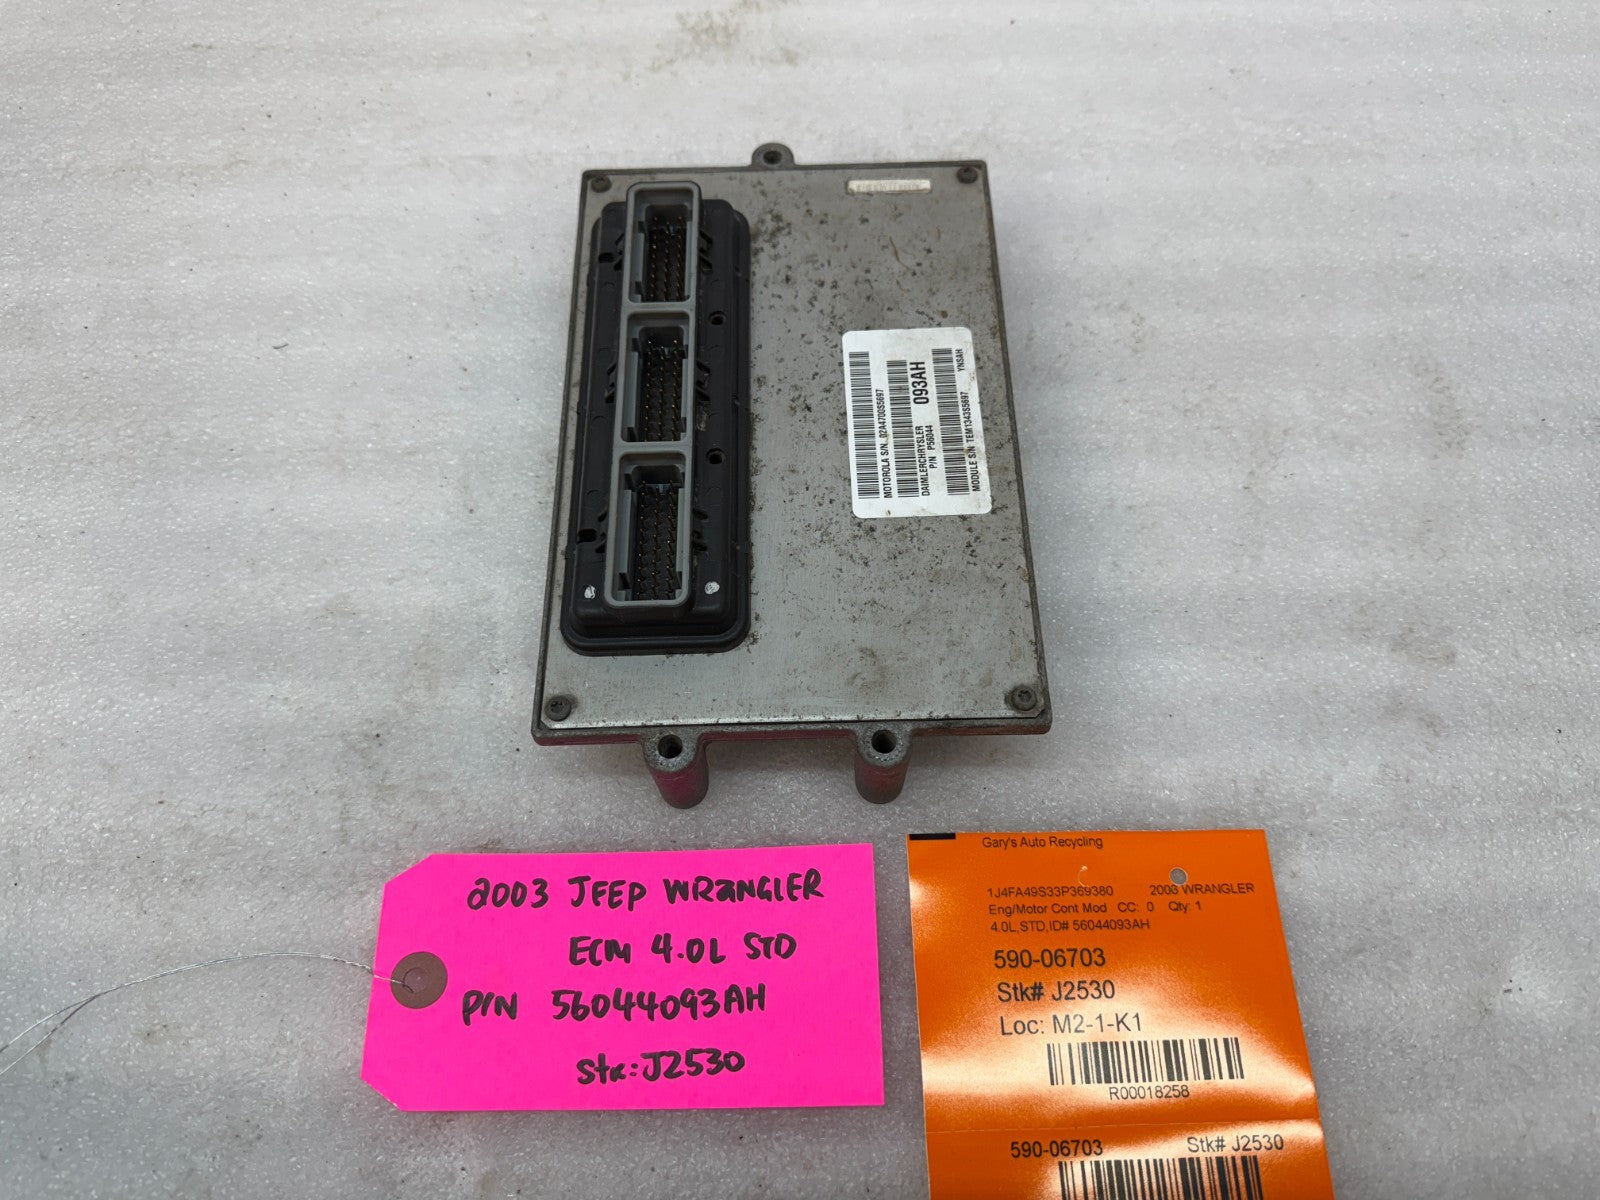 MOTOROLA S/N 02A4700S5697
DAIMLERCHRYSLER
P/N P56044 093AH
MODULE S/N TEM1343S5697 YNSAH
2003 JEEP WRANGLER
ECM 4.0L STD
P/N 56044093AH
Stk: J2530
Gary's Auto Recycling
1J4FA49S33P369380 2003 WRANGLER
Eng/Motor Cont Mod CC: 0 Qty: 1
4.0L,STD,ID# 56044093AH
590-06703
Stk# J2530
Loc: M2-1-K1
R00018258
590-06703 Stk# J2530